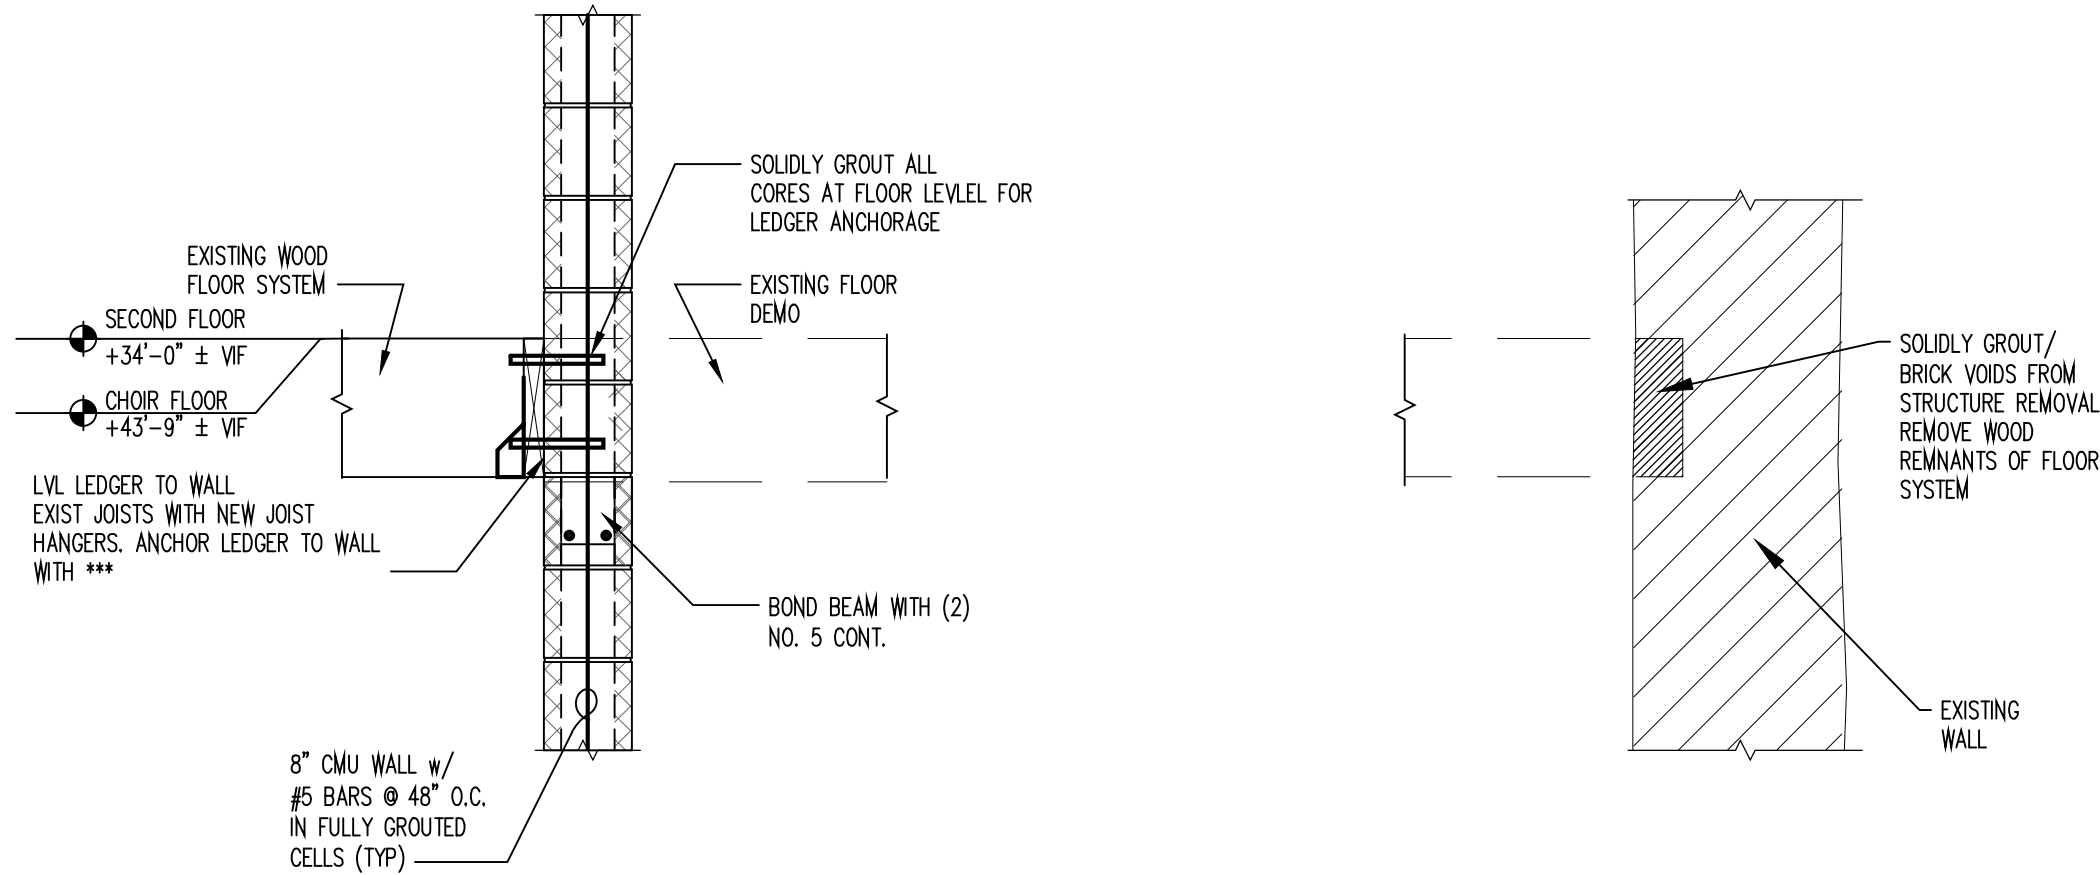 SOLIDLY GROUT ALL
CORES AT FLOOR LEVLEL FOR
LEDGER ANCHORAGE
EXISTING WOOD
FLOOR SYSTEM
EXISTING FLOOR
DEMO
SECOND FLOOR
+34'-0" ± VIF
CHOIR FLOOR
+43'-9" ± VIF
LVL LEDGER TO WALL
EXIST JOISTS WITH NEW JOIST
HANGERS. ANCHOR LEDGER TO WALL
WITH ***
BOND BEAM WITH (2)
NO. 5 CONT.
8" CMU WALL w/
#5 BARS @ 48" O.C.
IN FULLY GROUTED
CELLS (TYP)
SOLIDLY GROUT/
BRICK VOIDS FROM
STRUCTURE REMOVAL
REMOVE WOOD
REMNANTS OF FLOOR
SYSTEM
EXISTING
WALL